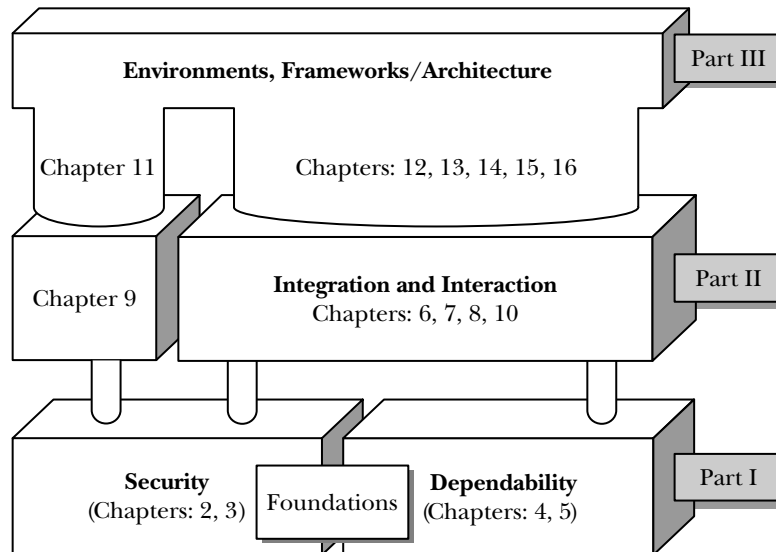 Environments, Frameworks/Architecture
Part III
Chapter 11
Chapters: 12, 13, 14, 15, 16
Chapter 9
Integration and Interaction
Chapters: 6, 7, 8, 10
Part II
Security
(Chapters: 2, 3)
Foundations
Dependability
(Chapters: 4, 5)
Part I